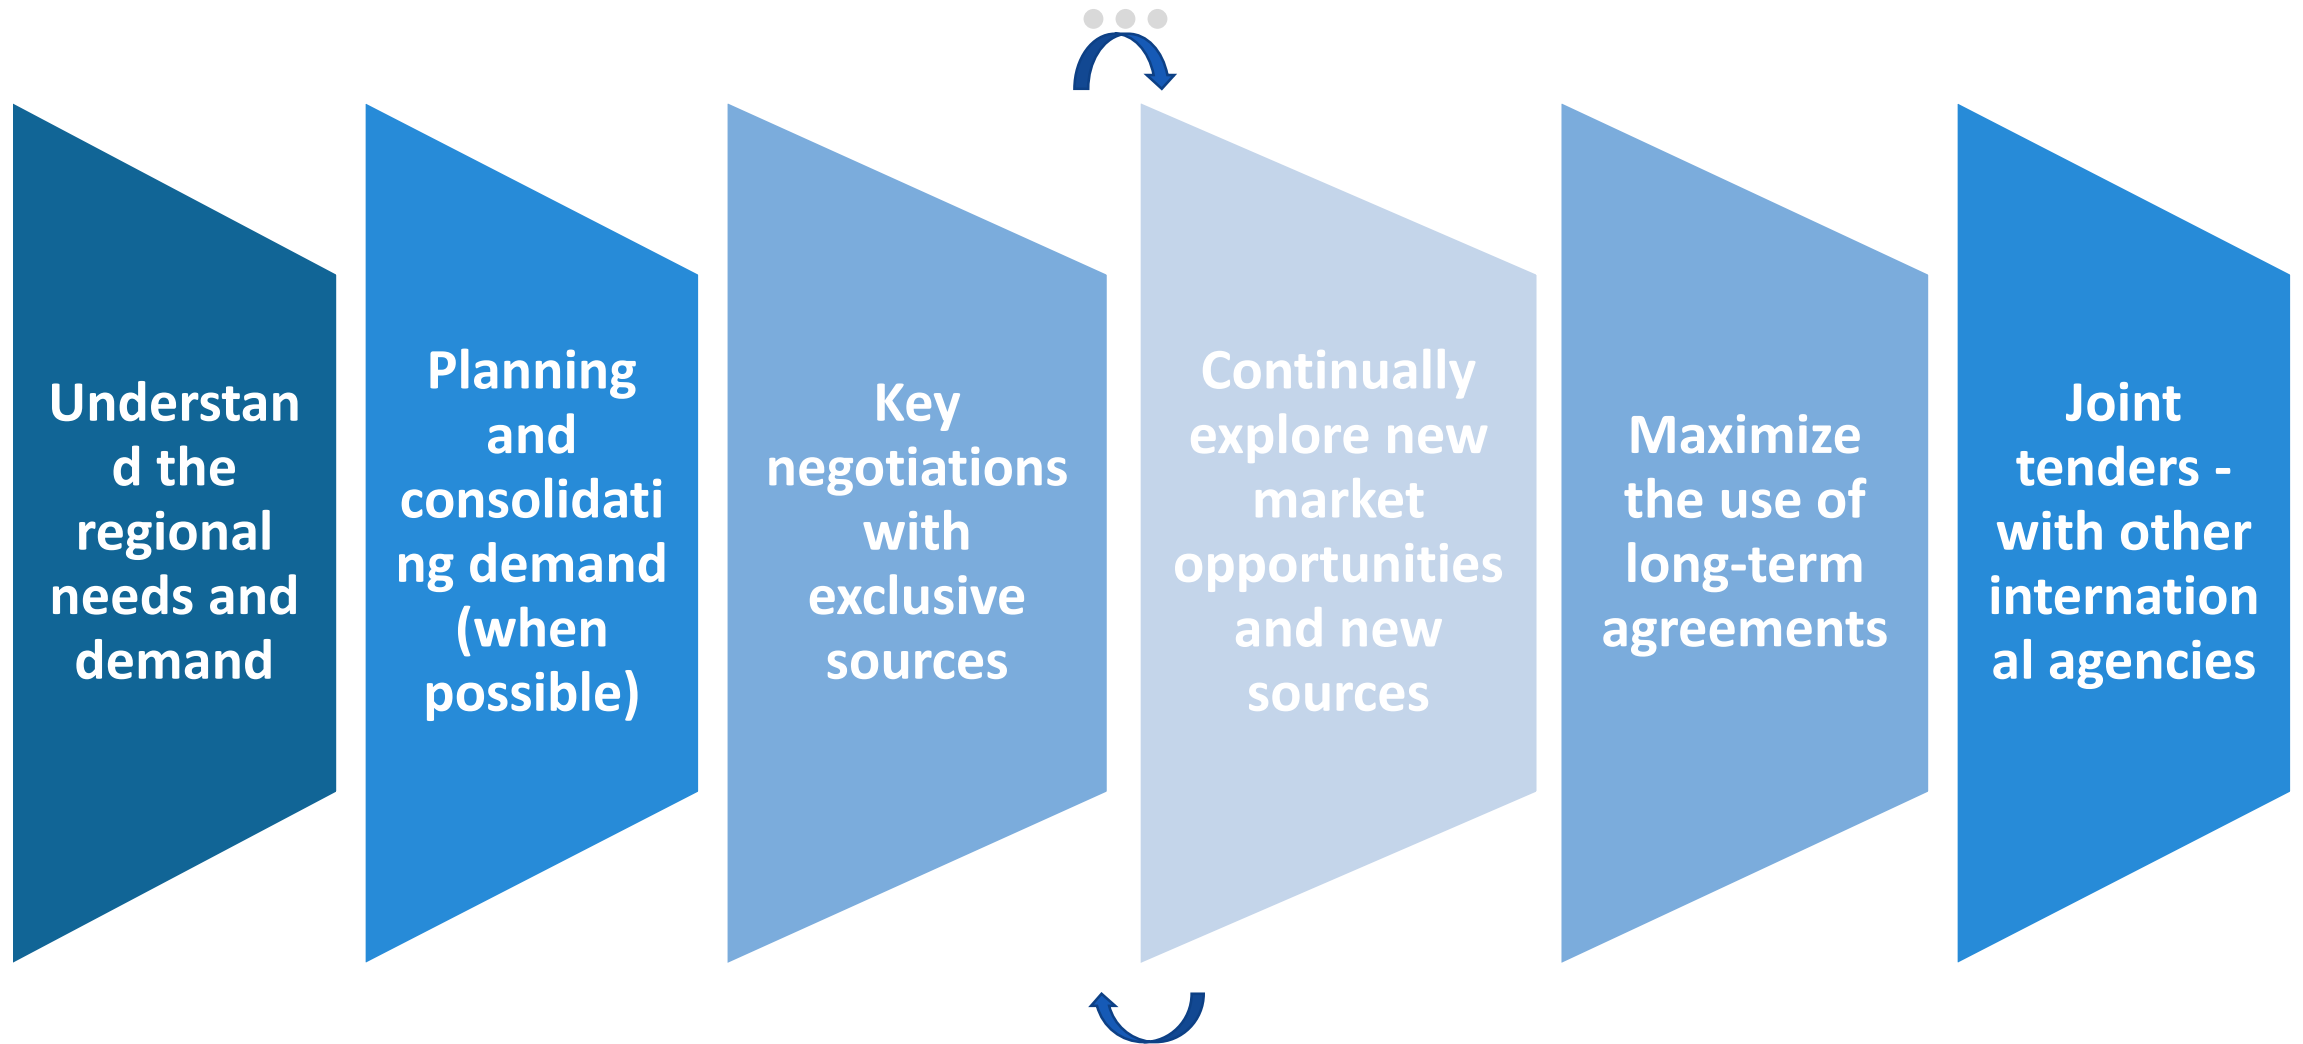 Understan
d the
regional
needs and
demand
Planning
and
consolidati
ng demand
(when
possible)
Key
negotiations
with
exclusive
sources
Continually
explore new
market
opportunities
and new
sources
Maximize
the use of
long-term
agreements
Joint
tenders -
with other
internation
al agencies